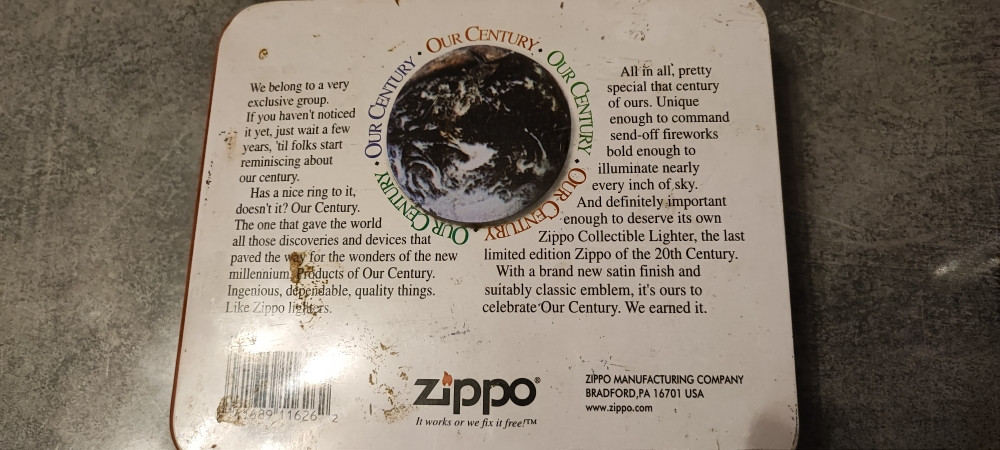 OUR CENTURY • OUR CENTURY • OUR CENTURY • OUR CENTURY • OUR CENTURY •
We belong to a very
exclusive group.
If you haven't noticed
it yet, just wait a few
years, 'til folks start
reminiscing about
our century.
Has a nice ring to it,
doesn't it? Our Century.
The one that gave the world
all those discoveries and devices that
paved the way for the wonders of the new
millennium. Products of Our Century.
Ingenious, dependable, quality things.
Like Zippo lighters.
All in all, pretty
special that century
of ours. Unique
enough to command
send-off fireworks
bold enough to
illuminate nearly
every inch of sky.
And definitely important
enough to deserve its own
Zippo Collectible Lighter, the last
limited edition Zippo of the 20th Century.
With a brand new satin finish and
suitably classic emblem, it's ours to
celebrate Our Century. We earned it.
11626 2
zippo®
It works or we fix it free!™
ZIPPO MANUFACTURING COMPANY
BRADFORD, PA 16701 USA
www.zippo.com